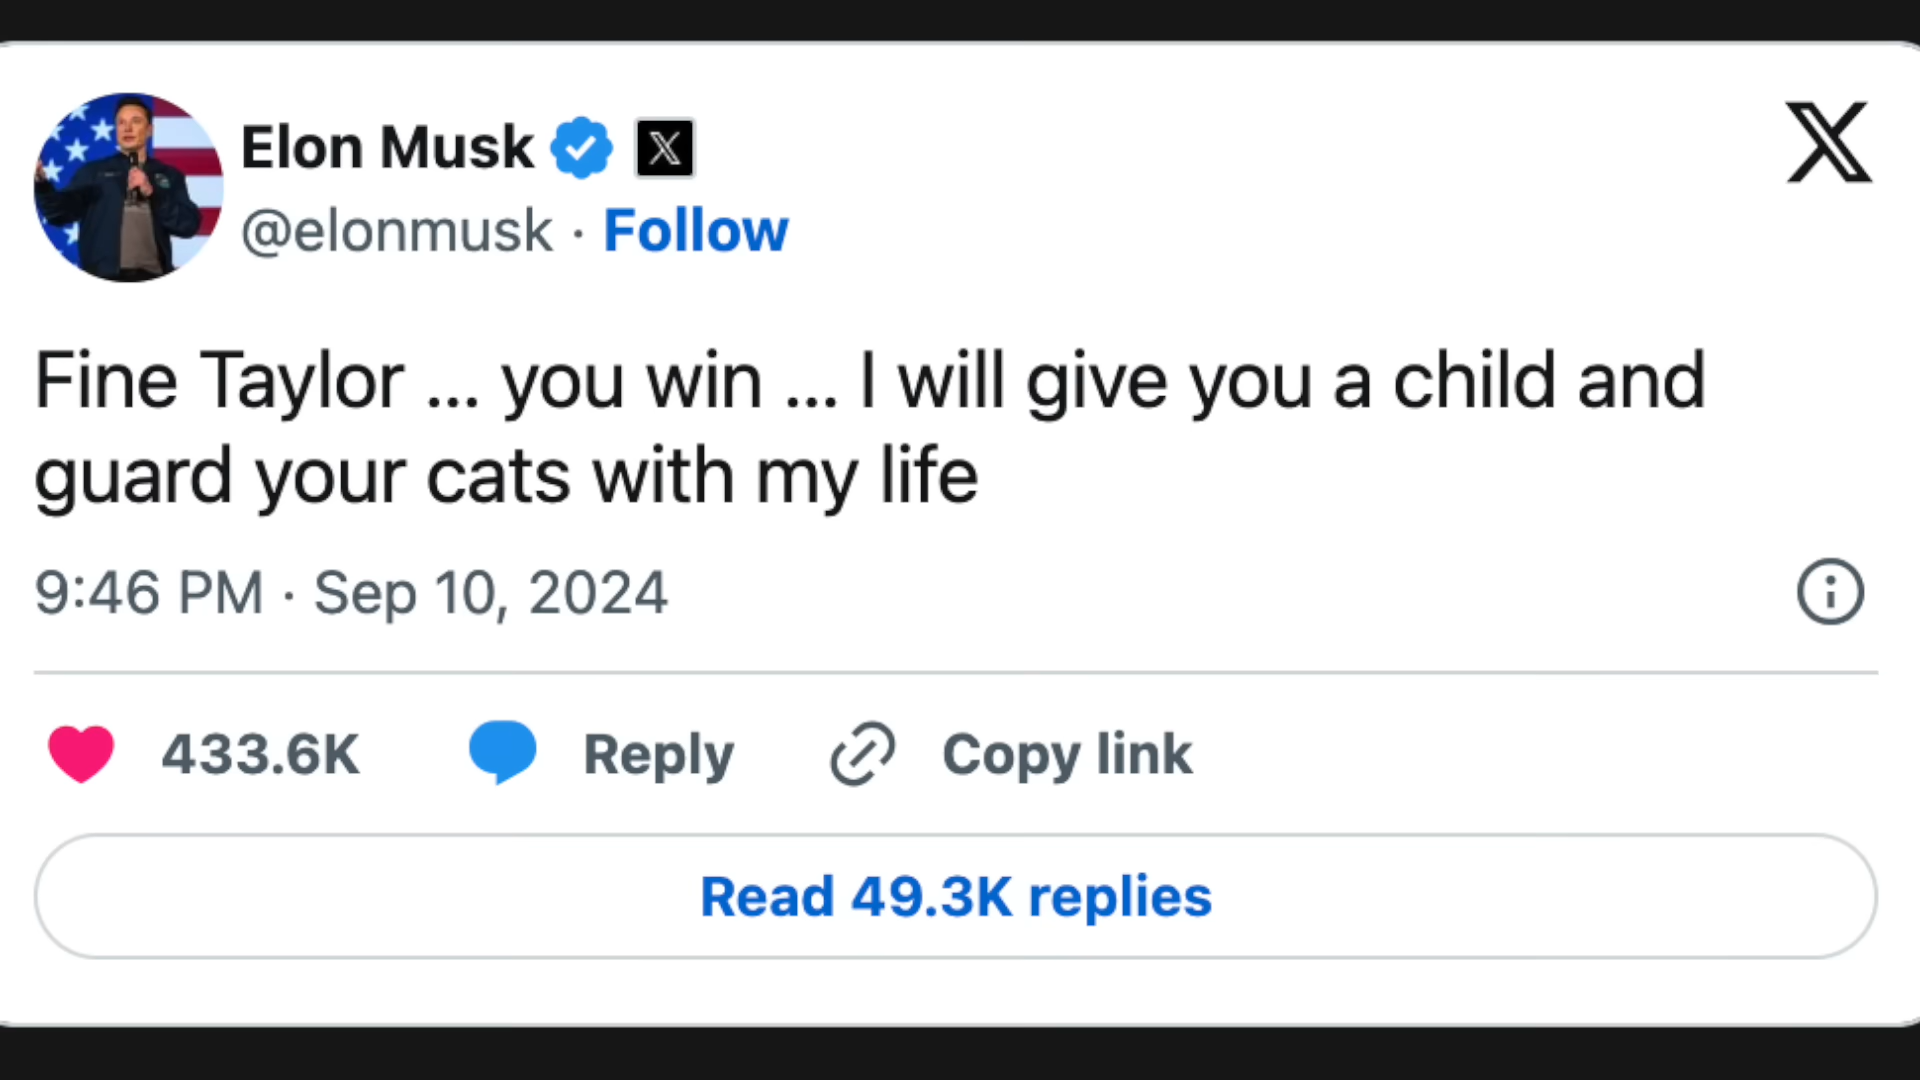 Elon Musk
@elonmusk · Follow
Fine Taylor ... you win ... I will give you a child and
guard your cats with my life
9:46 PM · Sep 10, 2024
433.6K Reply Copy link
Read 49.3K replies